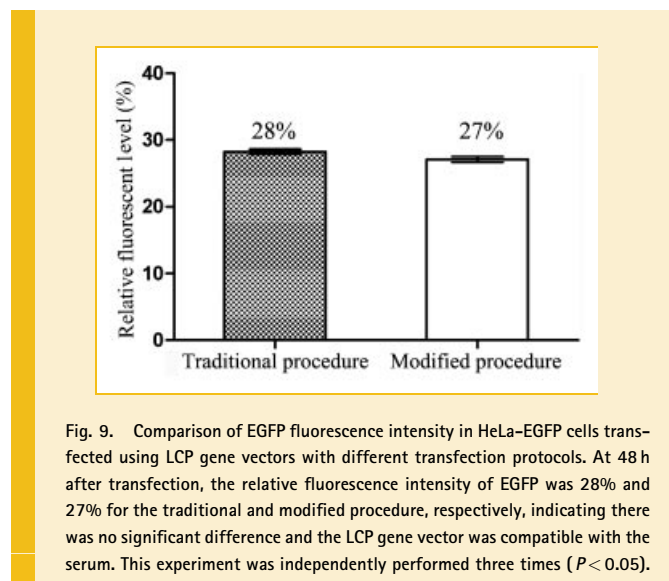 Relative fluorescent level (%)
40
30
20
10
0
28%
27%
Traditional procedure
Modified procedure
Fig. 9. Comparison of EGFP fluorescence intensity in HeLa-EGFP cells trans-
fected using LCP gene vectors with different transfection protocols. At 48 h
after transfection, the relative fluorescence intensity of EGFP was 28% and
27% for the traditional and modified procedure, respectively, indicating there
was no significant difference and the LCP gene vector was compatible with the
serum. This experiment was independently performed three times (P< 0.05).